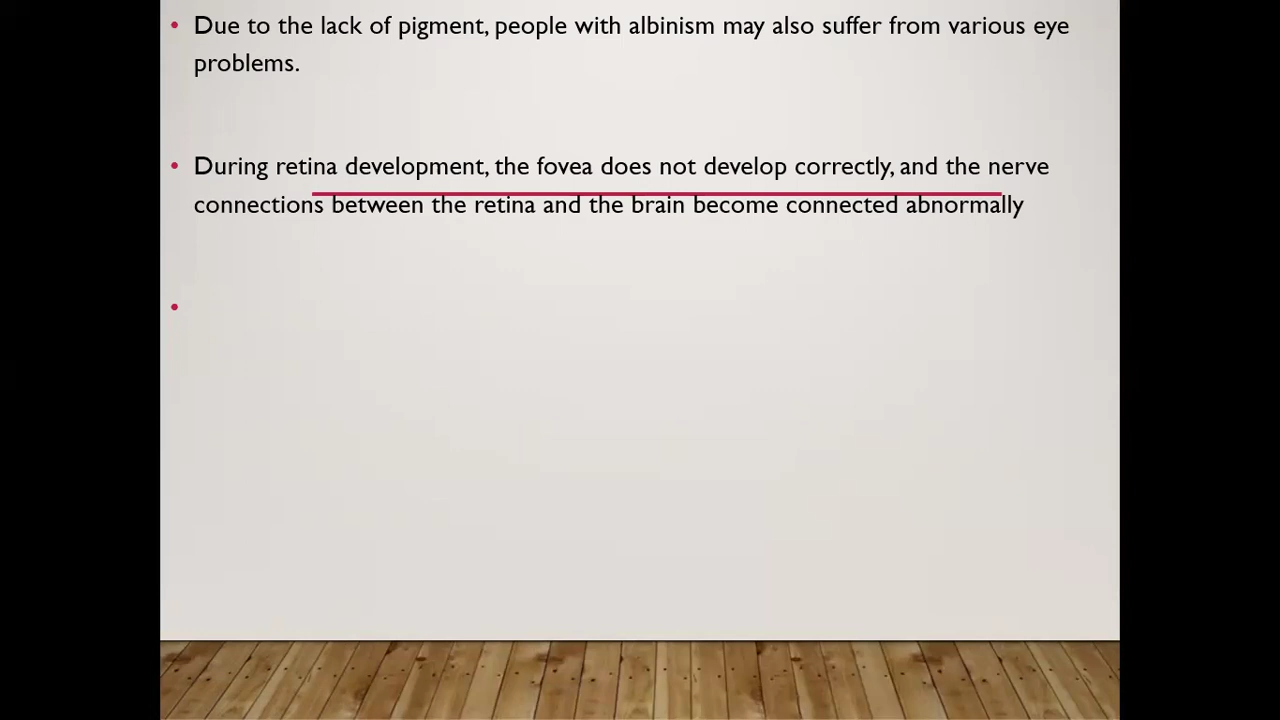 • Due to the lack of pigment, people with albinism may also suffer from various eye
problems.
• During retina development, the fovea does not develop correctly, and the nerve
connections between the retina and the brain become connected abnormally
•